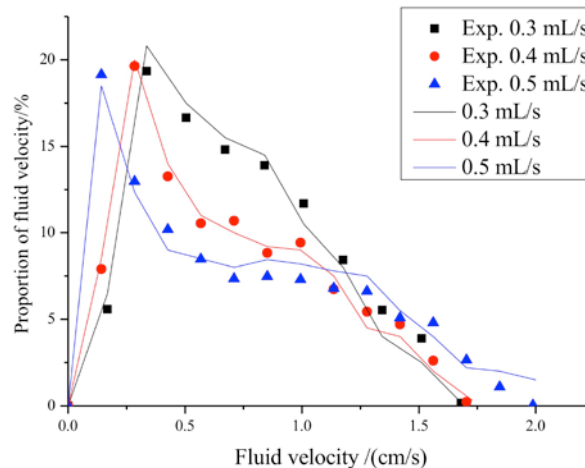 Exp. 0.3 mL/s
Exp. 0.4 mL/s
Exp. 0.5 mL/s
0.3 mL/s
0.4 mL/s
0.5 mL/s
Proportion of fluid velocity/%
20
15
10
5
0
0.0 0.5 1.0 1.5 2.0
Fluid velocity /(cm/s)